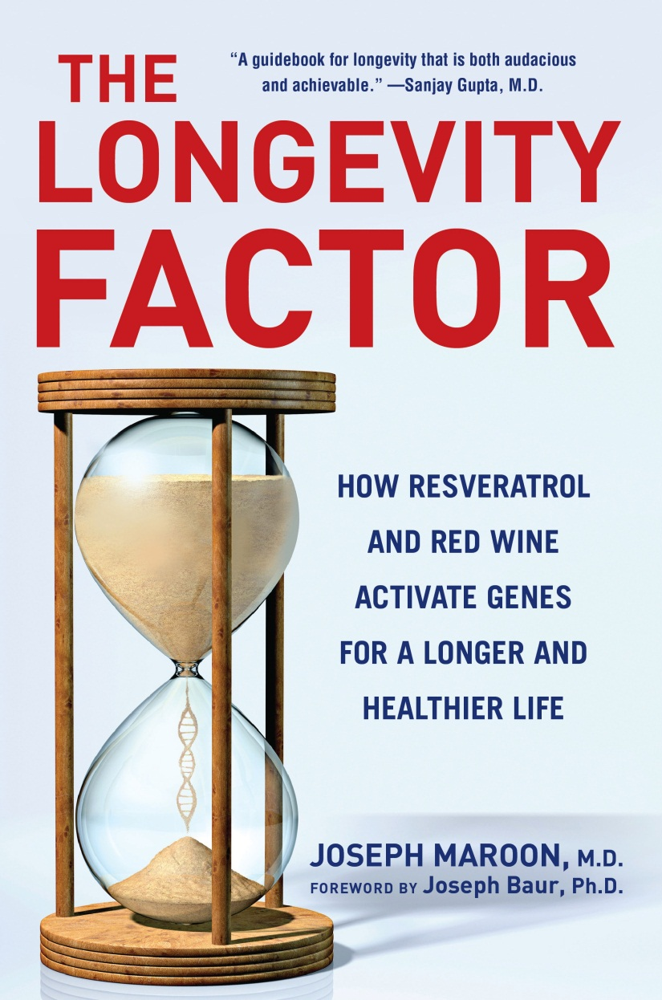 THE
“A guidebook for longevity that is both audacious
and achievable.” —Sanjay Gupta, M.D.
LONGEVITY
FACTOR
HOW RESVERATROL
AND RED WINE
ACTIVATE GENES
FOR A LONGER AND
HEALTHIER LIFE
JOSEPH MAROON, M.D.
FOREWORD BY Joseph Baur, Ph.D.